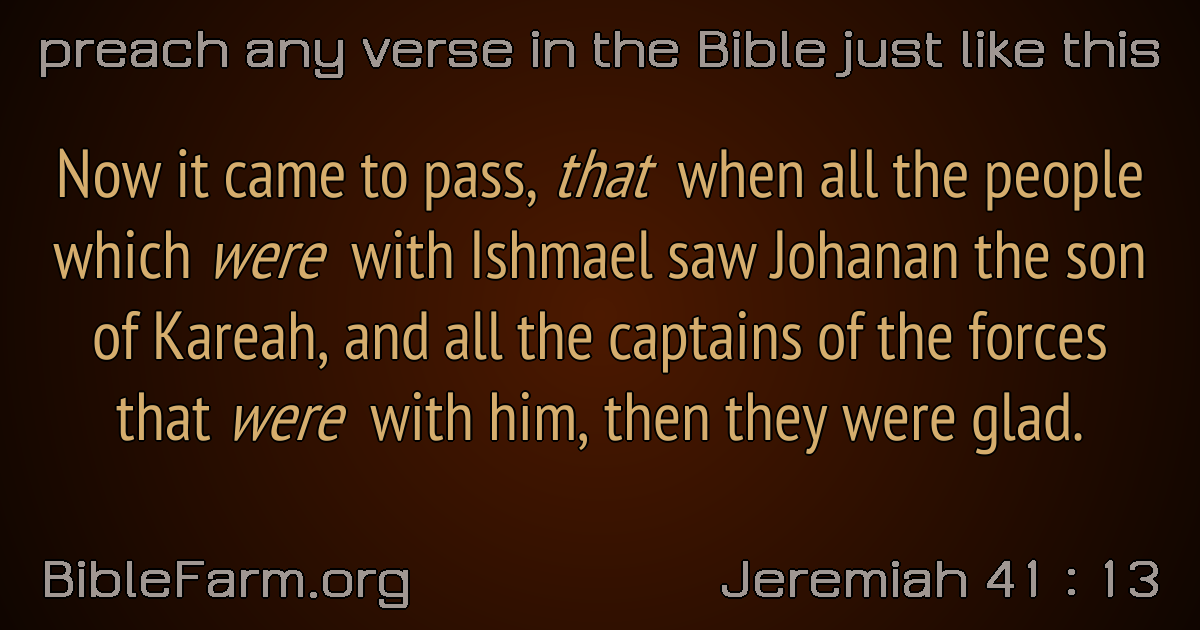 preach any verse in the Bible just like this
Now it came to pass, that when all the people
which were with Ishmael saw Johanan the son
of Kareah, and all the captains of the forces
that were with him, then they were glad.
BibleFarm.org
Jeremiah 41 : 13